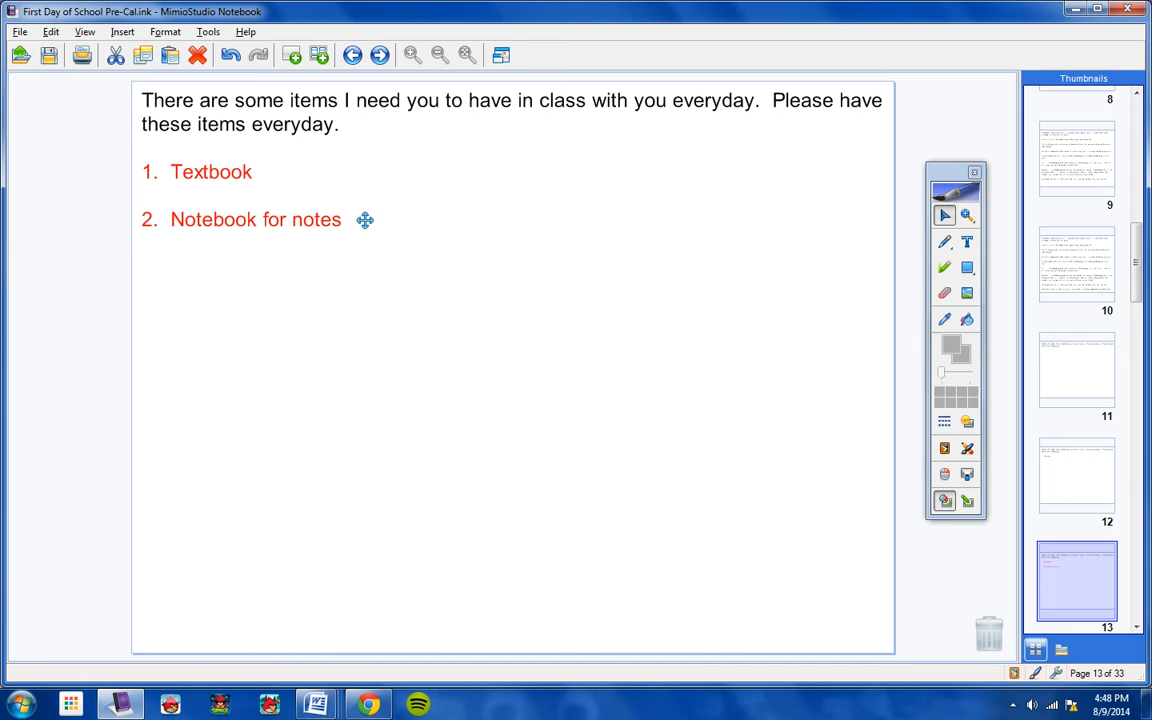 First Day of School Pre-Cal.ink - MimioStudio Notebook
File Edit View Insert Format Tools Help
There are some items I need you to have in class with you everyday. Please have
these items everyday.
1. Textbook
2. Notebook for notes
Thumbnails
8
9
10
11
12
13
Page 13 of 33
4:48 PM
8/9/2014